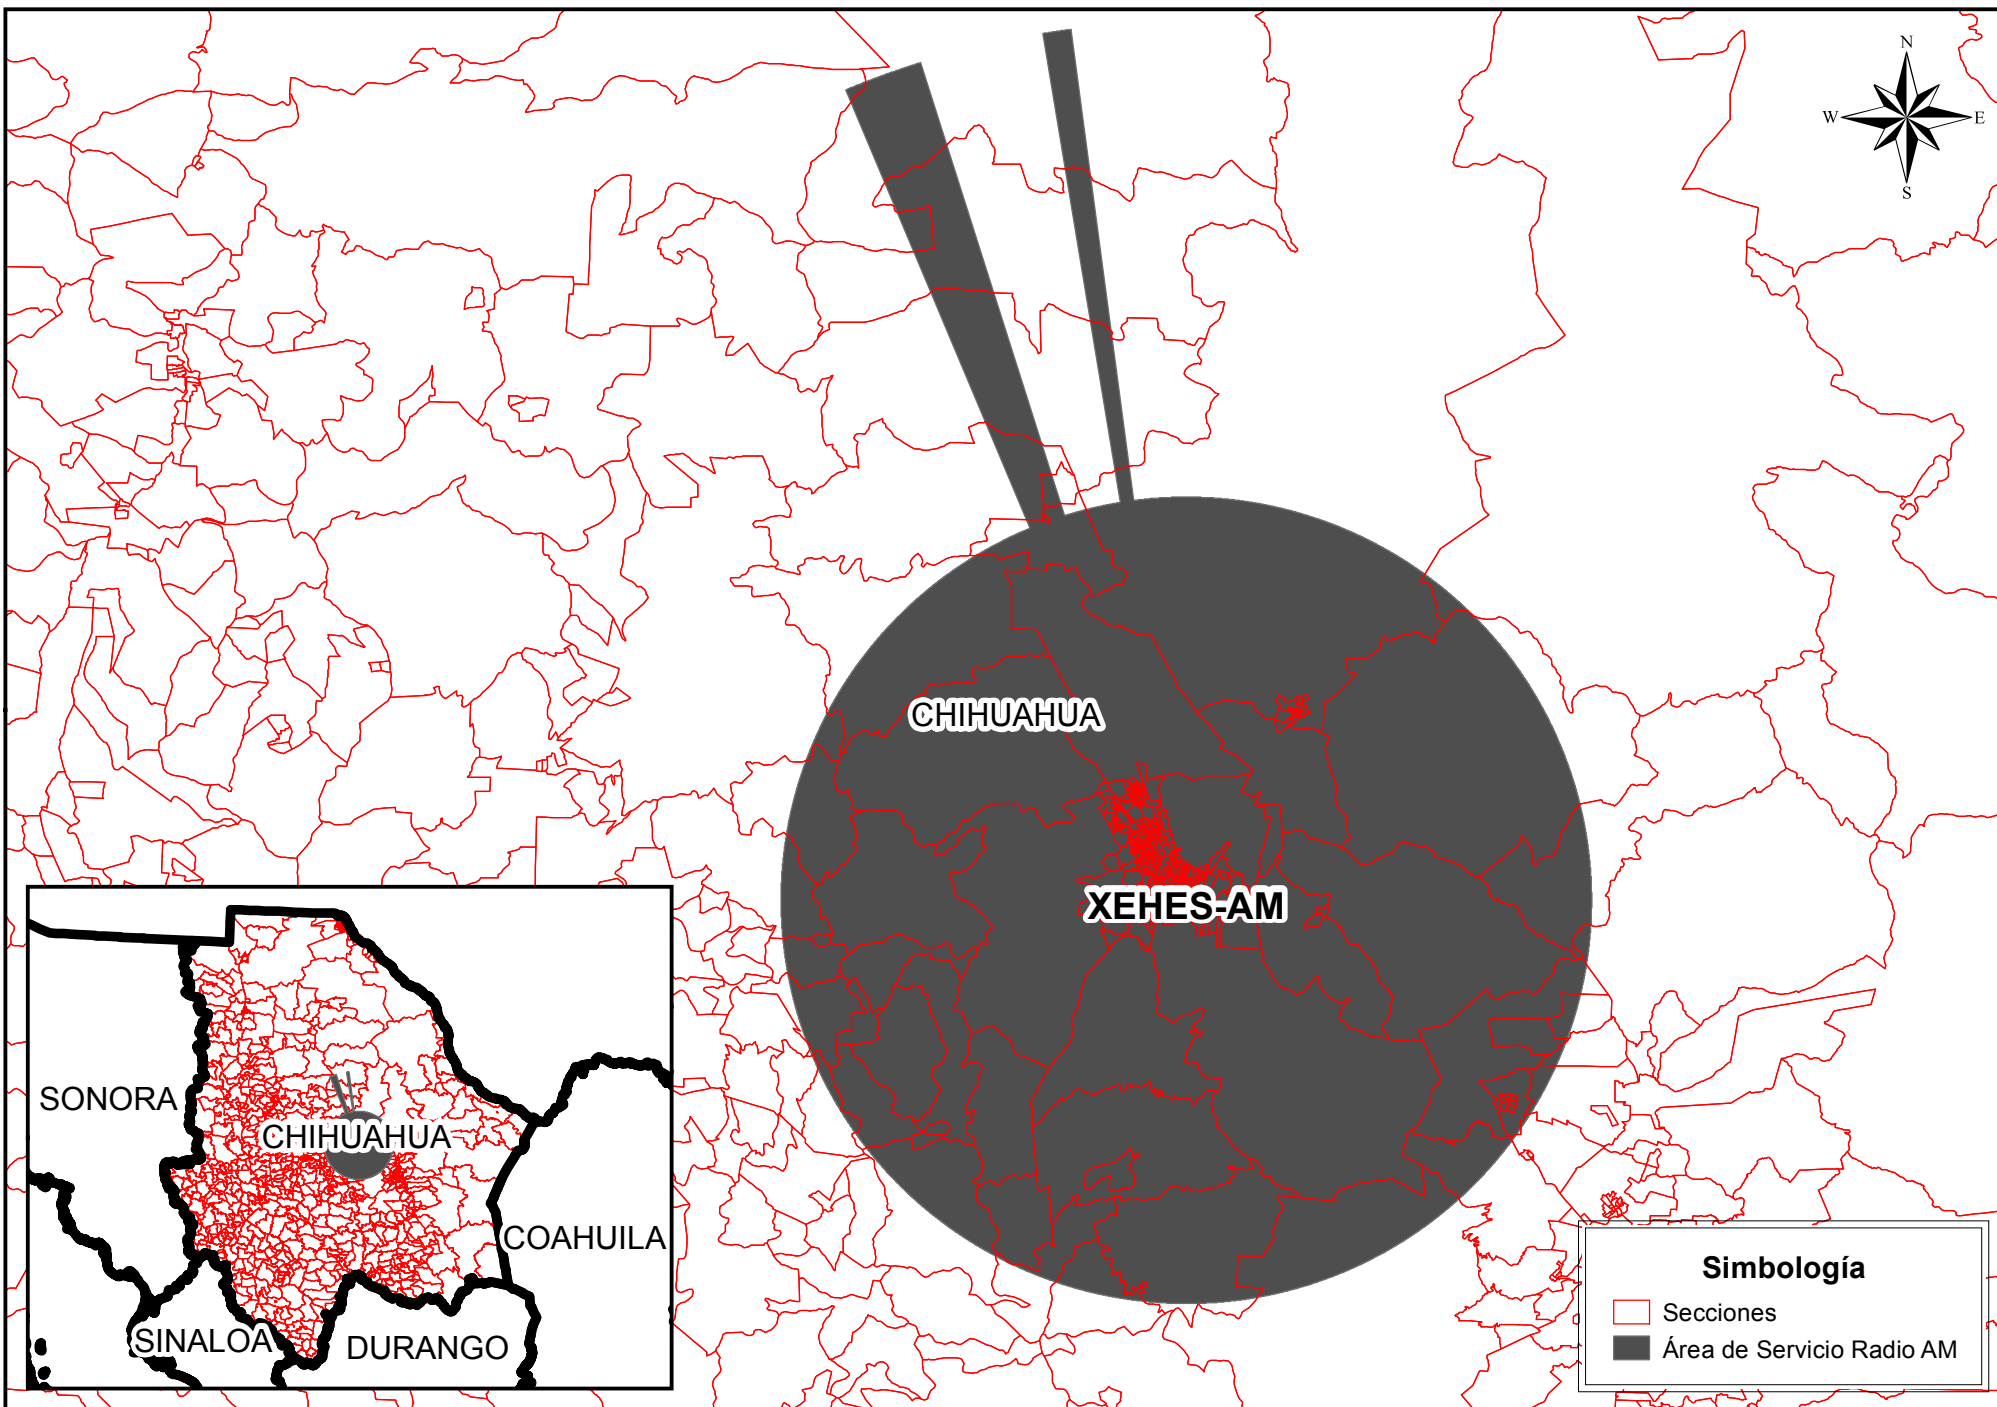 N
W E
S
CHIHUAHUA
XEHES-AM
SONORA
CHIHUAHUA
COAHUILA
SINALOA
DURANGO
Simbología
Secciones
Área de Servicio Radio AM